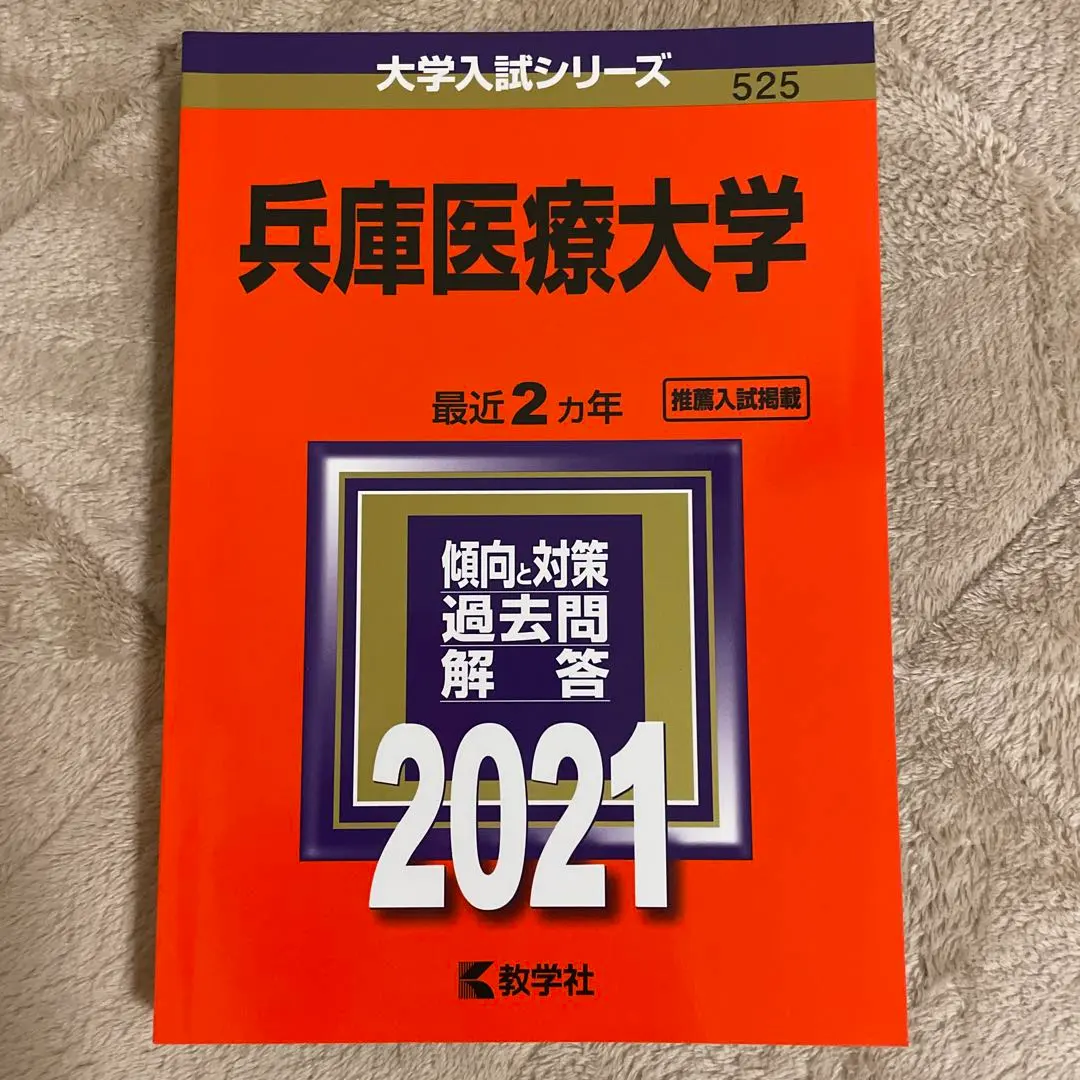 大学入試シリーズ
525
兵庫医療大学
最近2カ年
推薦入試掲載
傾向と対策
過去問
解答
2021
教学社